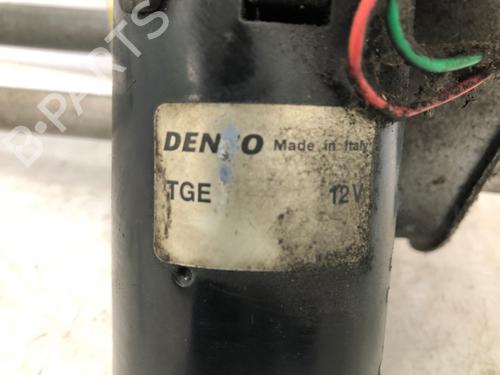 B-PARTS
DENSO Made in Italy
TGE 12V